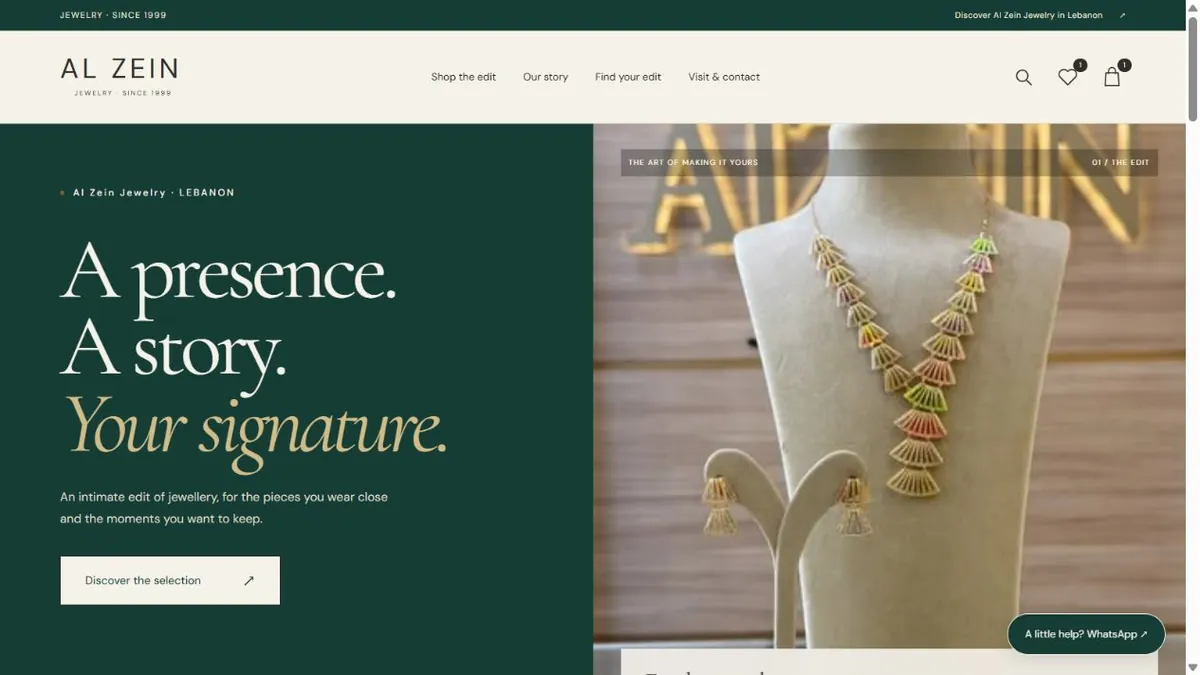 JEWELRY · SINCE 1999
Discover Al Zein Jewelry in Lebanon ↗
AL ZEIN
JEWELRY · SINCE 1999
Shop the edit
Our story
Find your edit
Visit & contact
1
1
Al Zein Jewelry · LEBANON
A presence.
A story.
Your signature.
An intimate edit of jewellery, for the pieces you wear close
and the moments you want to keep.
Discover the selection ↗
THE ART OF MAKING IT YOURS
01 / THE EDIT
A little help? WhatsApp ↗